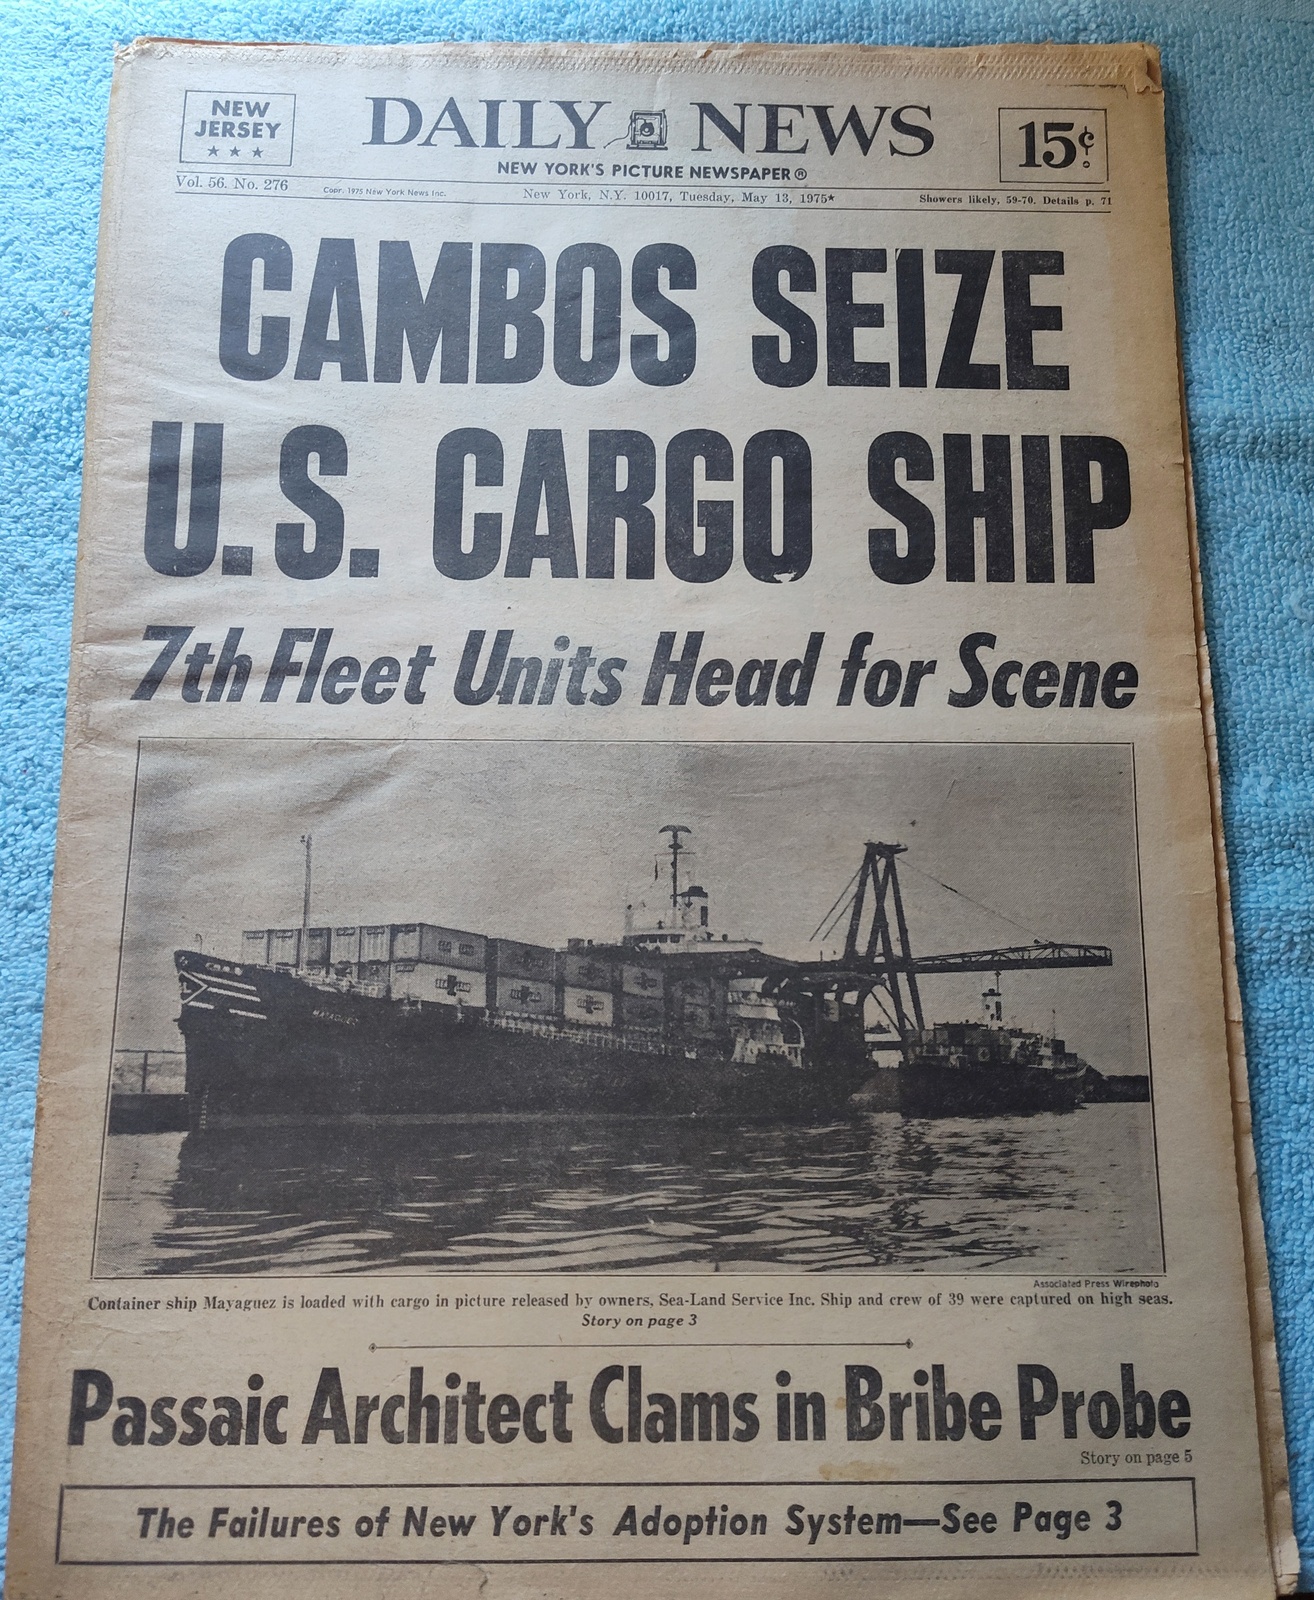 NEW
JERSEY
★ ★ ★
DAILY NEWS
NEW YORK'S PICTURE NEWSPAPER®
15¢
Vol. 56. No. 276
Copr. 1975 New York News Inc.
New York, N.Y. 10017, Tuesday, May 13, 1975★
Showers likely, 59-70. Details p. 71
CAMBOS SEIZE
U.S. CARGO SHIP
7th Fleet Units Head for Scene
MAYAGUEZ
Associated Press Wirephoto
Container ship Mayaguez is loaded with cargo in picture released by owners, Sea-Land Service Inc. Ship and crew of 39 were captured on high seas.
Story on page 3
Passaic Architect Clams in Bribe Probe
Story on page 5
The Failures of New York's Adoption System—See Page 3